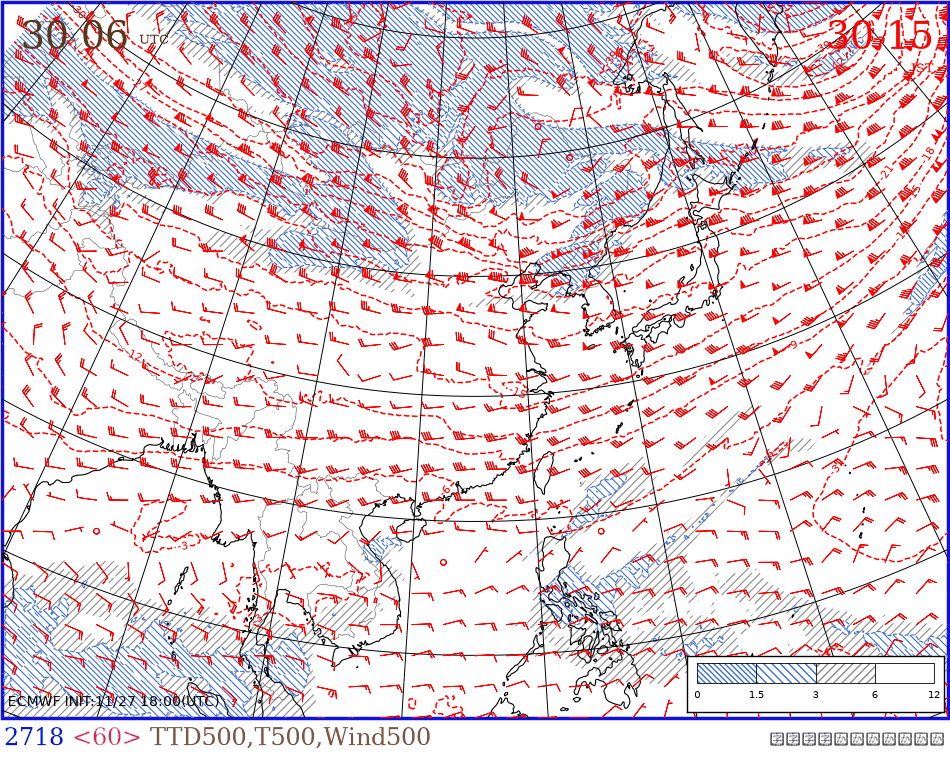 30 06 UTC
30 15 JST
ECMWF INIT:11/27 18:00(UTC)
0 1.5 3 6 12
2718 <60> TTD500,T500,Wind500